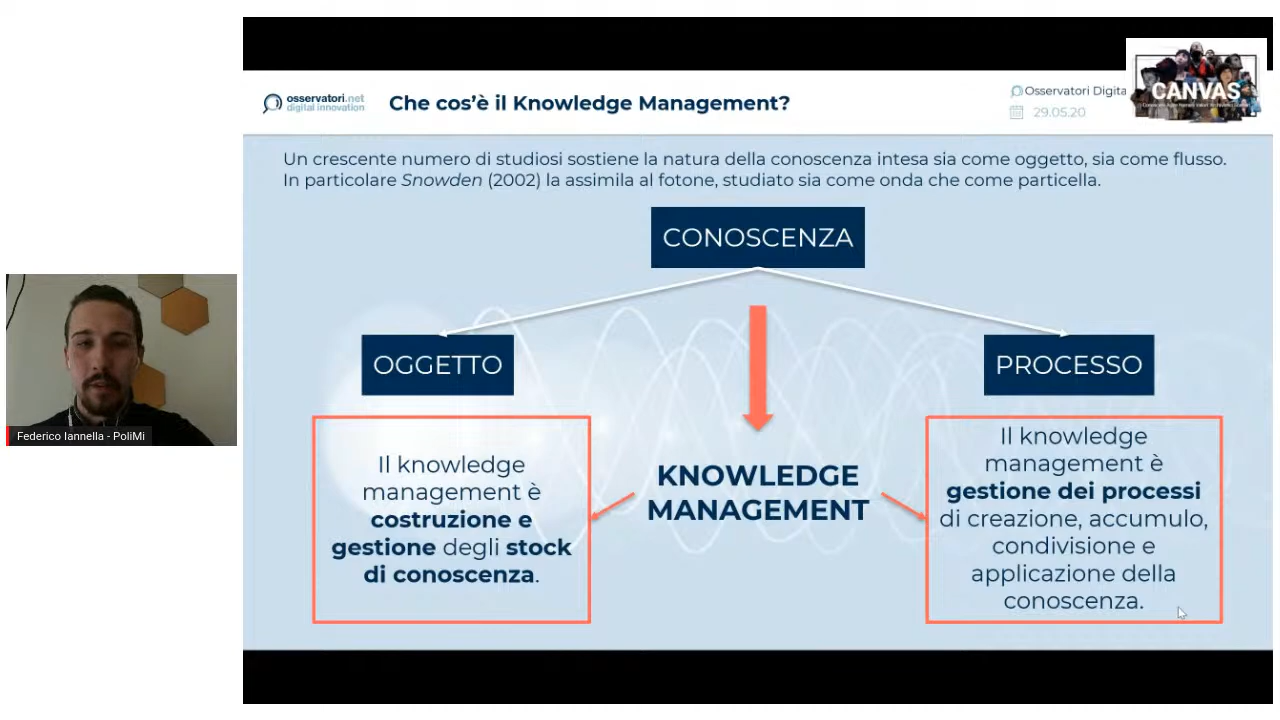 osservatori.net
digital innovation
Che cos'è il Knowledge Management?
Osservatori Digita
29.05.20
CANVAS
Un crescente numero di studiosi sostiene la natura della conoscenza intesa sia come oggetto, sia come flusso.
In particolare Snowden (2002) la assimila al fotone, studiato sia come onda che come particella.
CONOSCENZA
OGGETTO
PROCESSO
Il knowledge
management è
costruzione e
gestione degli stock
di conoscenza.
KNOWLEDGE
MANAGEMENT
Il knowledge
management è
gestione dei processi
di creazione, accumulo,
condivisione e
applicazione della
conoscenza.
Federico Iannella - PoliMi